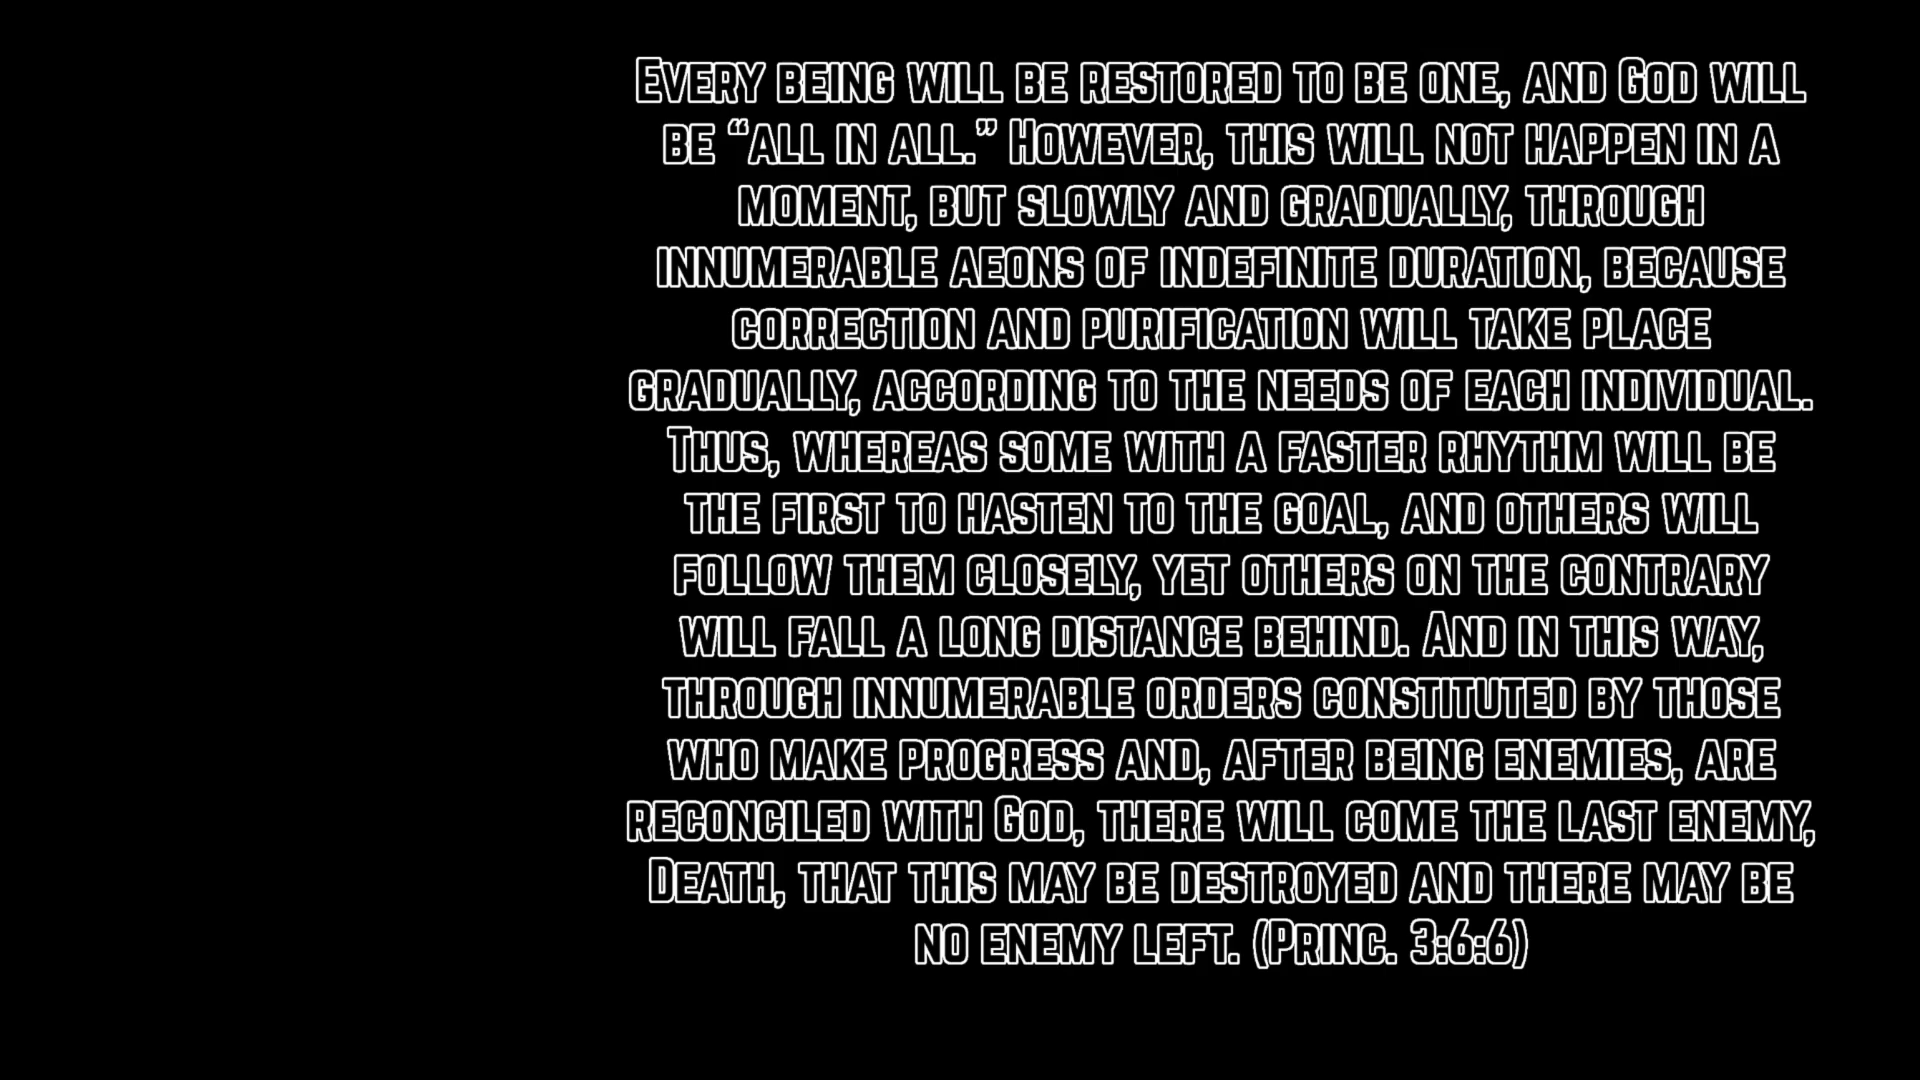 Every being will be restored to be one, and God will
be “all in all.” However, this will not happen in a
moment, but slowly and gradually, through
innumerable aeons of indefinite duration, because
correction and purification will take place
gradually, according to the needs of each individual.
Thus, whereas some with a faster rhythm will be
the first to hasten to the goal, and others will
follow them closely, yet others on the contrary
will fall a long distance behind. And in this way,
through innumerable orders constituted by those
who make progress and, after being enemies, are
reconciled with God, there will come the last enemy,
Death, that this may be destroyed and there may be
no enemy left. (Princ. 3:6:6)